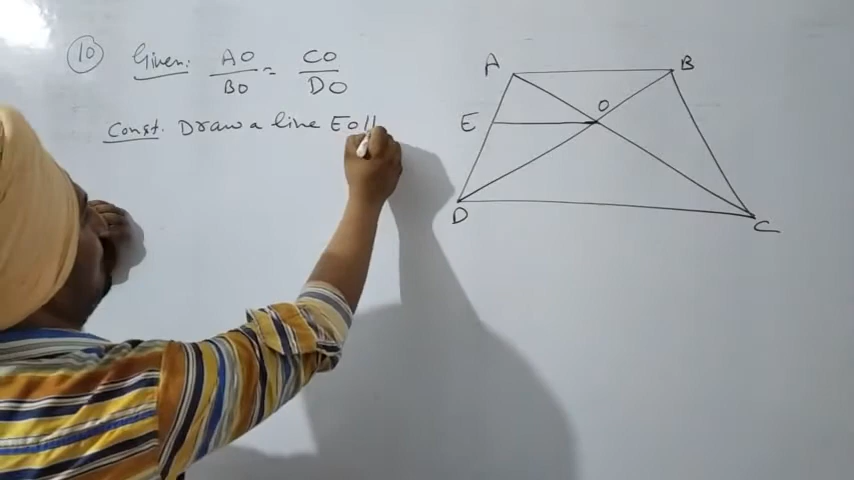 10 Given: AO/BO = CO/DO
Const. Draw a line EO ||
A B
E O
D C